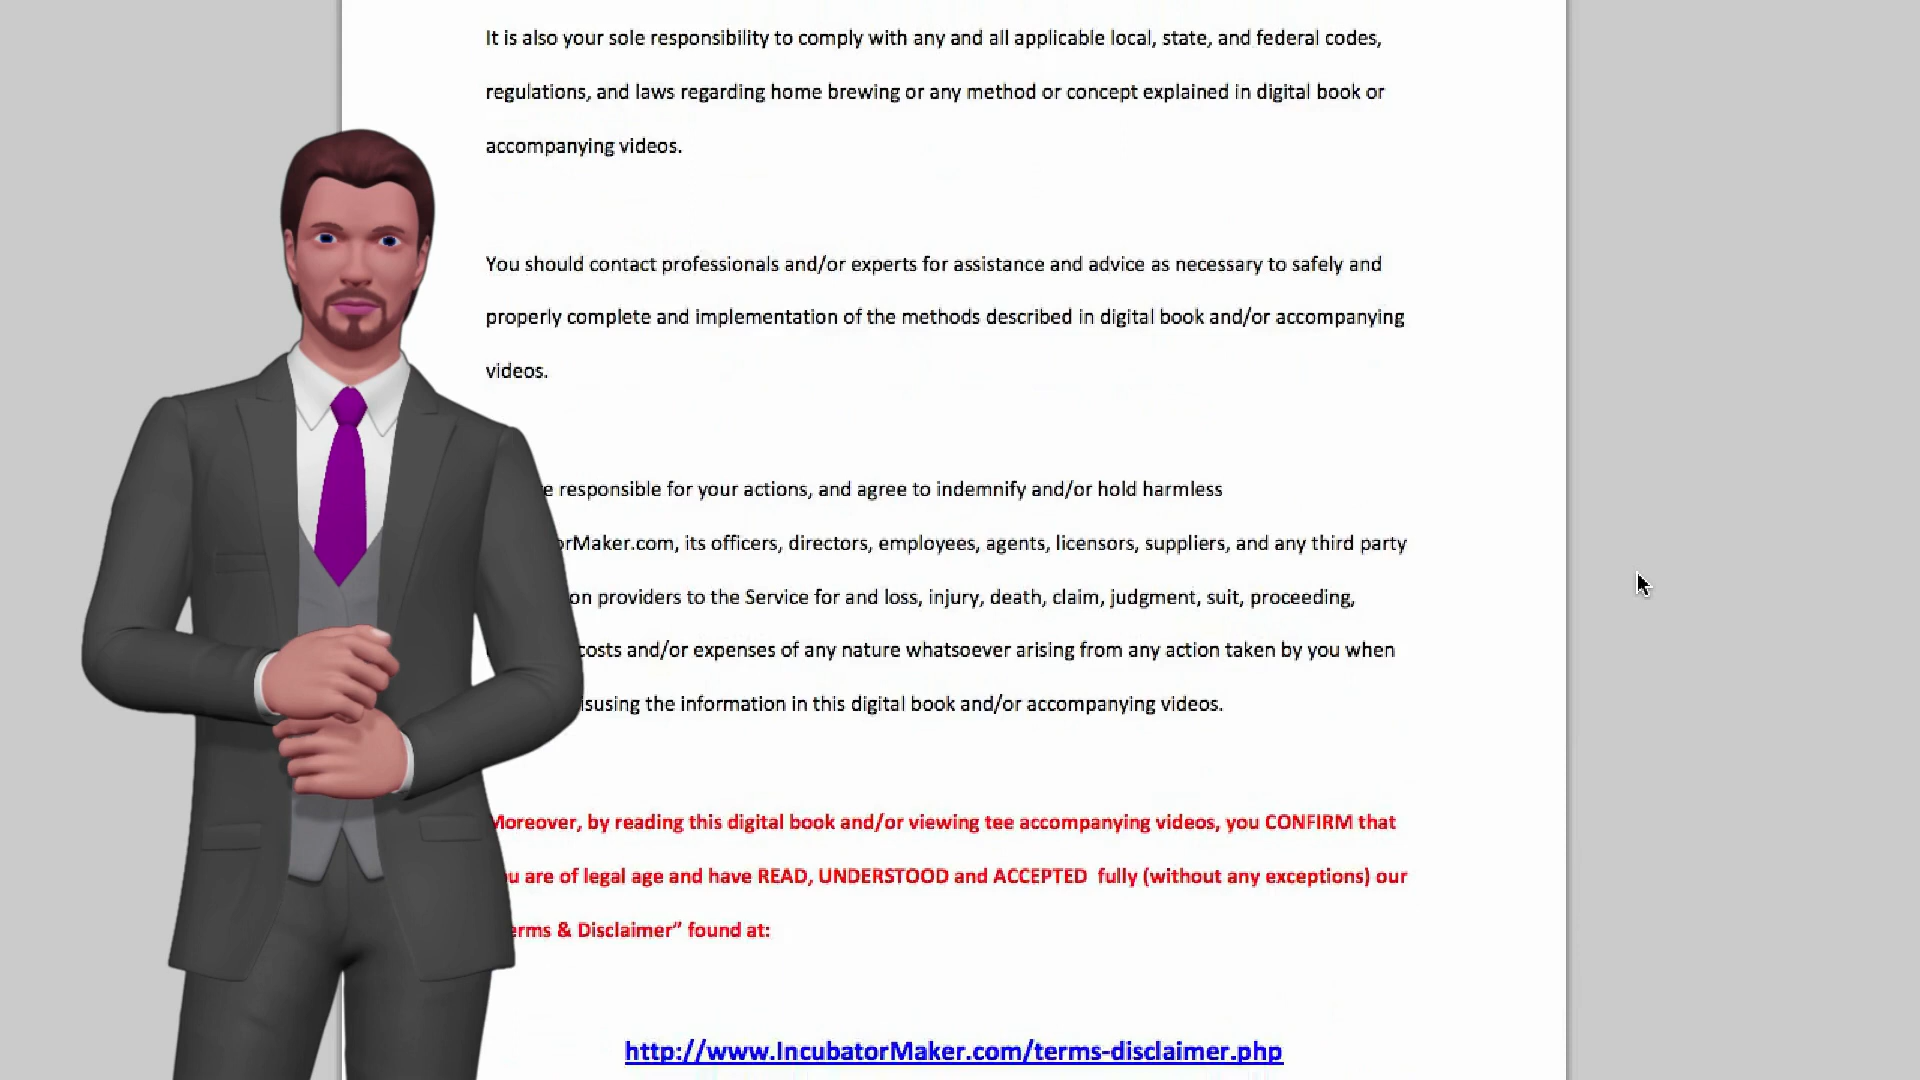 It is also your sole responsibility to comply with any and all applicable local, state, and federal codes,
regulations, and laws regarding home brewing or any method or concept explained in digital book or
accompanying videos.
You should contact professionals and/or experts for assistance and advice as necessary to safely and
properly complete and implementation of the methods described in digital book and/or accompanying
videos.
responsible for your actions, and agree to indemnify and/or hold harmless
orMaker.com, its officers, directors, employees, agents, licensors, suppliers, and any third party
on providers to the Service for and loss, injury, death, claim, judgment, suit, proceeding,
costs and/or expenses of any nature whatsoever arising from any action taken by you when
isusing the information in this digital book and/or accompanying videos.
Moreover, by reading this digital book and/or viewing tee accompanying videos, you CONFIRM that
u are of legal age and have READ, UNDERSTOOD and ACCEPTED fully (without any exceptions) our
erms & Disclaimer” found at:
http://www.IncubatorMaker.com/terms-disclaimer.php